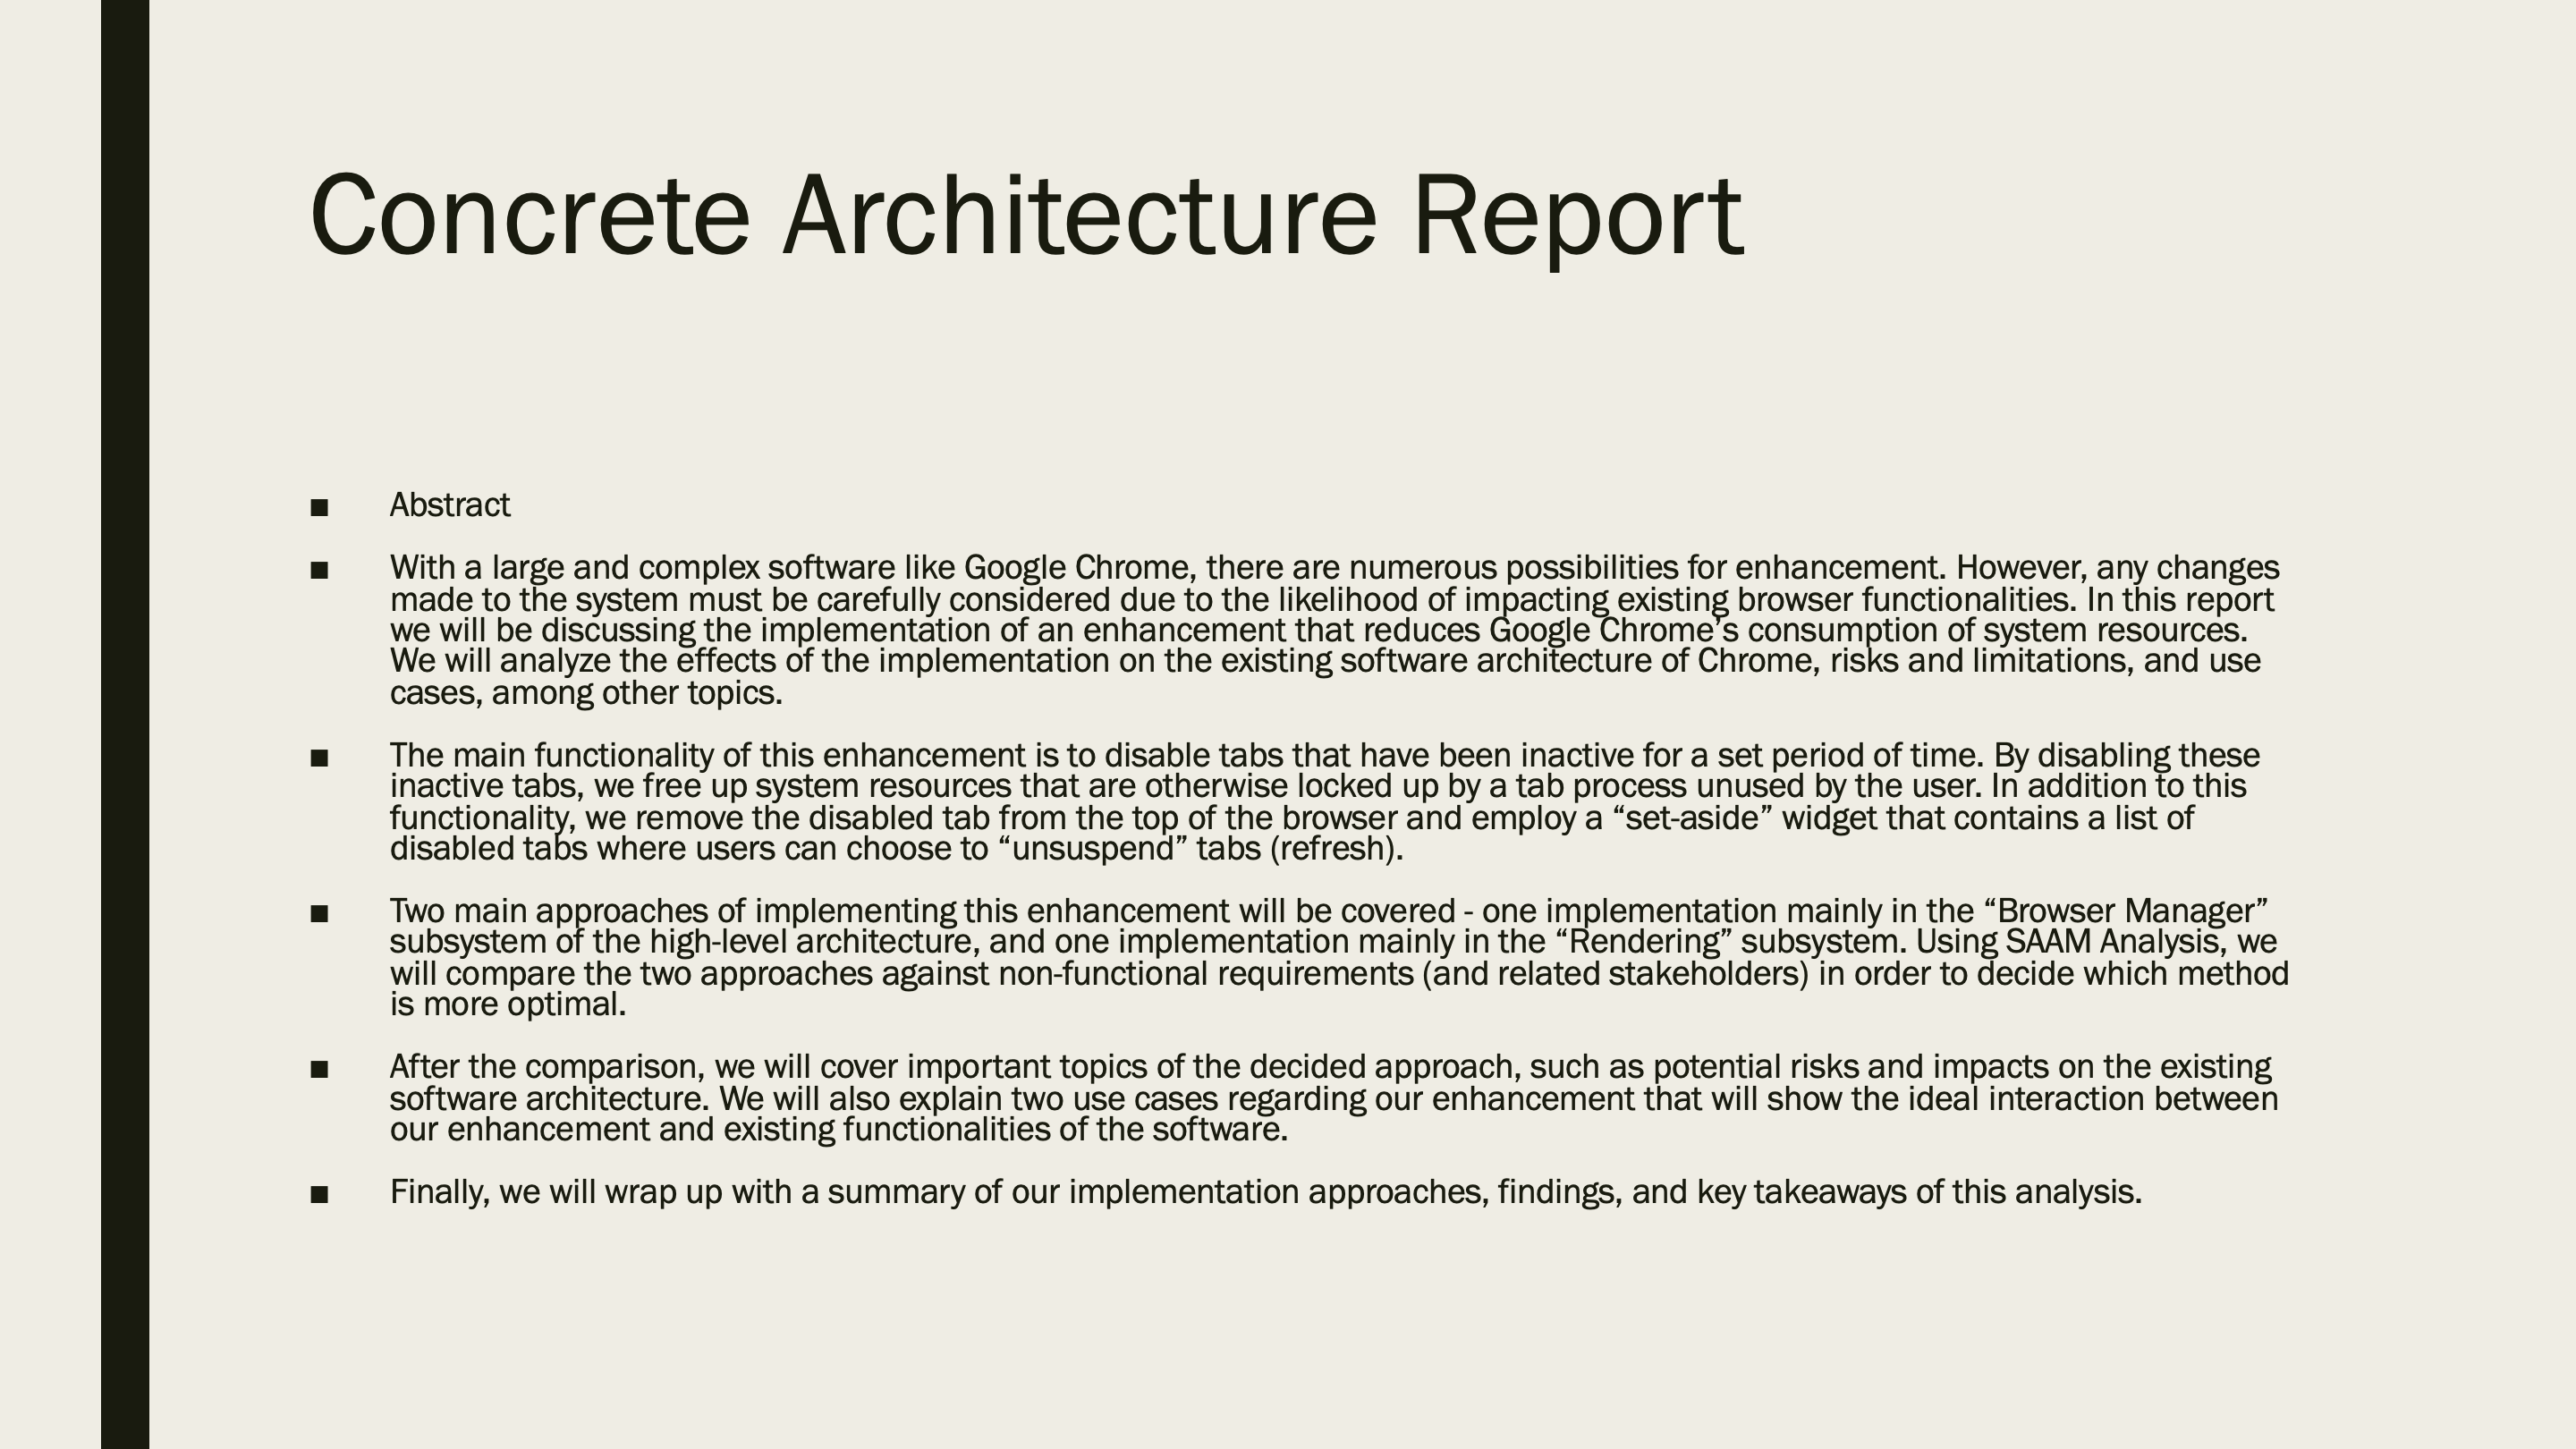 Concrete Architecture Report
■ Abstract
■ With a large and complex software like Google Chrome, there are numerous possibilities for enhancement. However, any changes
made to the system must be carefully considered due to the likelihood of impacting existing browser functionalities. In this report
we will be discussing the implementation of an enhancement that reduces Google Chrome’s consumption of system resources.
We will analyze the effects of the implementation on the existing software architecture of Chrome, risks and limitations, and use
cases, among other topics.
■ The main functionality of this enhancement is to disable tabs that have been inactive for a set period of time. By disabling these
inactive tabs, we free up system resources that are otherwise locked up by a tab process unused by the user. In addition to this
functionality, we remove the disabled tab from the top of the browser and employ a “set-aside” widget that contains a list of
disabled tabs where users can choose to “unsuspend” tabs (refresh).
■ Two main approaches of implementing this enhancement will be covered - one implementation mainly in the “Browser Manager”
subsystem of the high-level architecture, and one implementation mainly in the “Rendering” subsystem. Using SAAM Analysis, we
will compare the two approaches against non-functional requirements (and related stakeholders) in order to decide which method
is more optimal.
■ After the comparison, we will cover important topics of the decided approach, such as potential risks and impacts on the existing
software architecture. We will also explain two use cases regarding our enhancement that will show the ideal interaction between
our enhancement and existing functionalities of the software.
■ Finally, we will wrap up with a summary of our implementation approaches, findings, and key takeaways of this analysis.